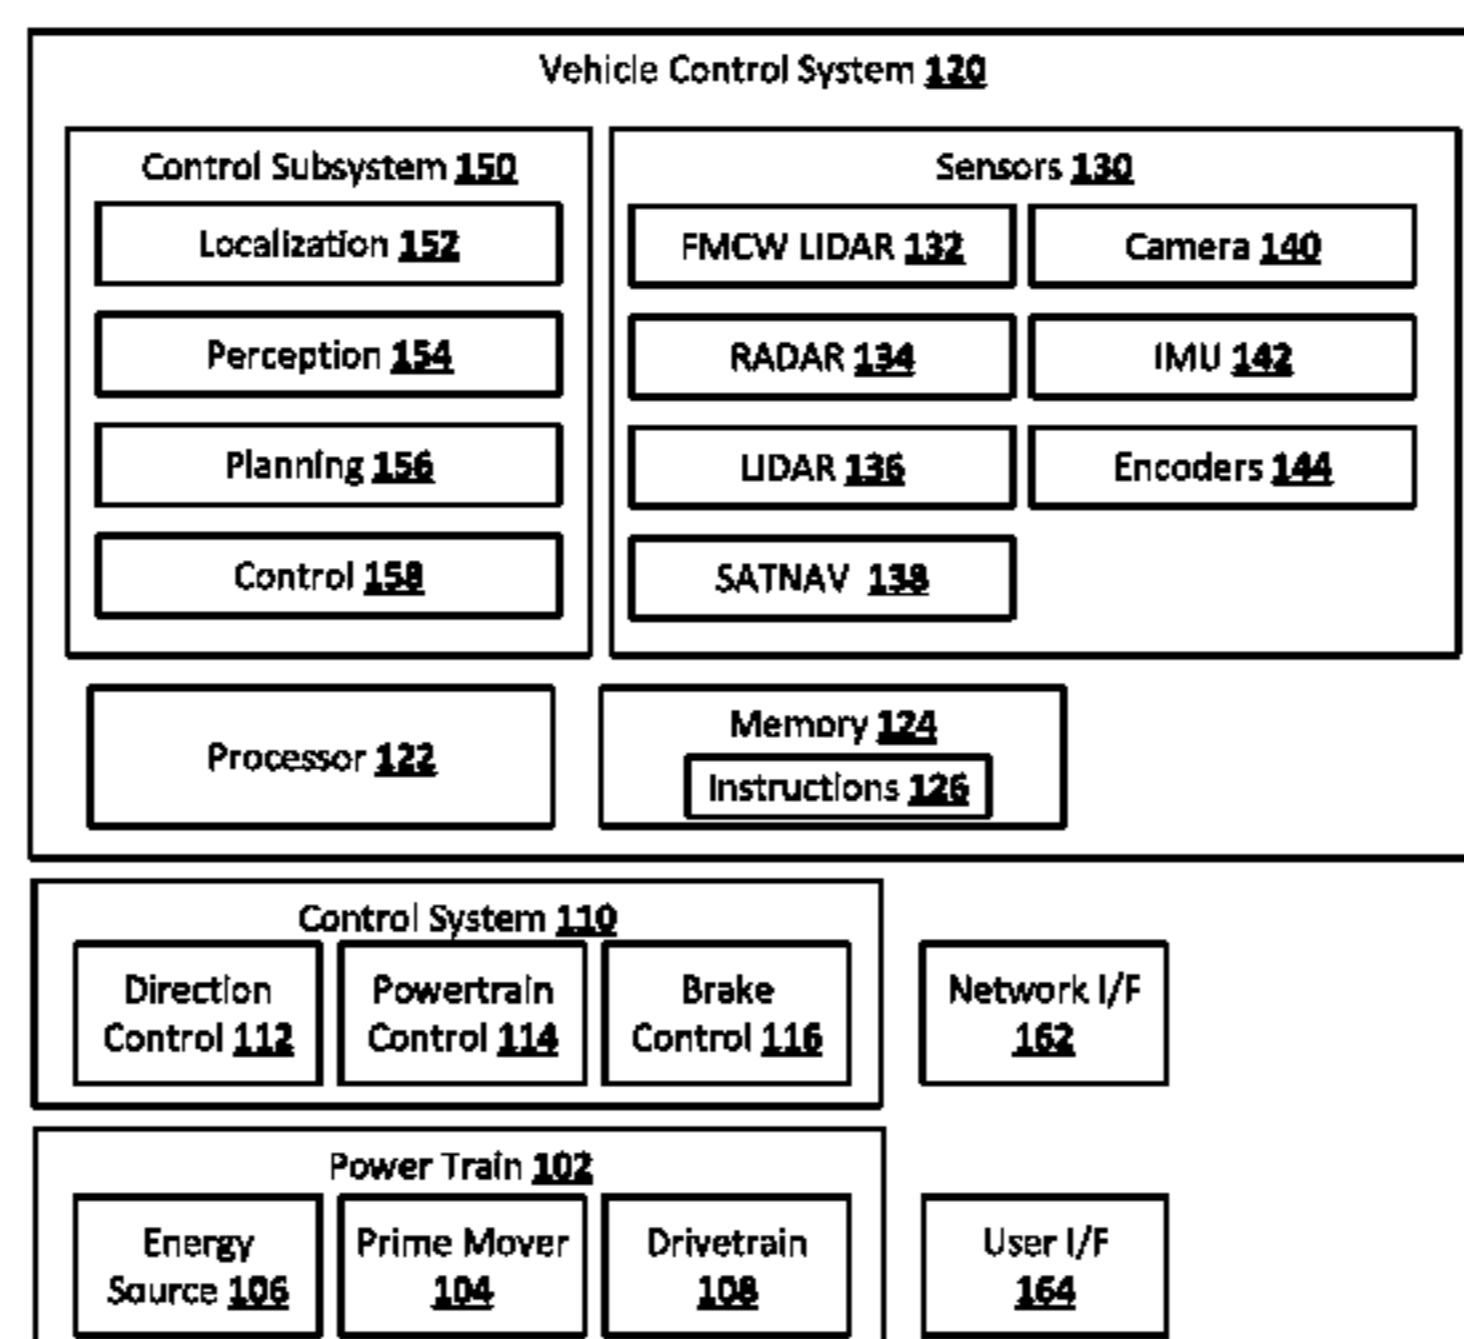 Vehicle Control System 120
Control Subsystem 150
Localization 152
Perception 154
Planning 156
Control 158
Sensors 130
FMCW LIDAR 132
Camera 140
RADAR 134
IMU 142
LIDAR 136
Encoders 144
SATNAV 138
Processor 122
Memory 124
Instructions 126
Control System 110
Direction
Control 112
Powertrain
Control 114
Brake
Control 116
Network I/F
162
Power Train 102
Energy
Source 106
Prime Mover
104
Drivetrain
108
User I/F
164